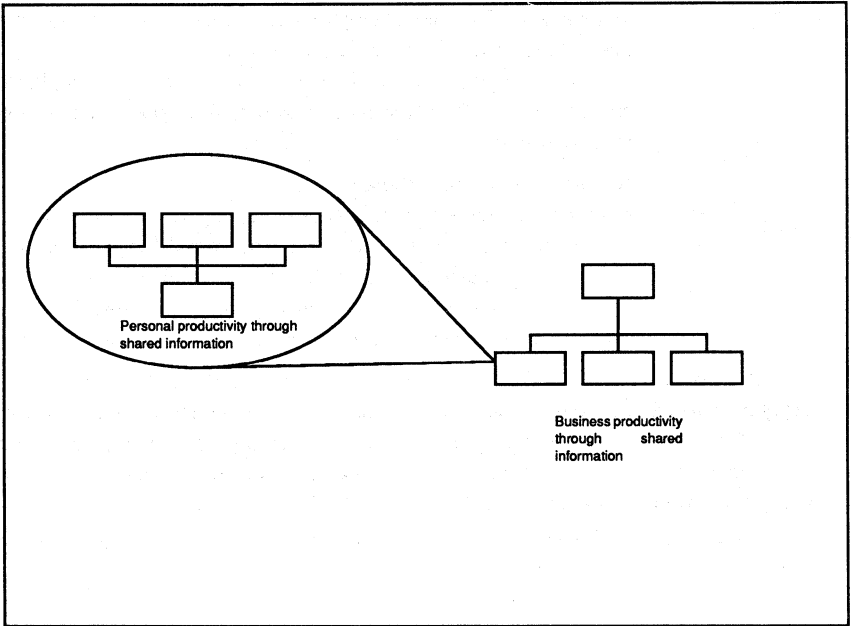 Personal productivity through
shared information
Business productivity
through shared
information